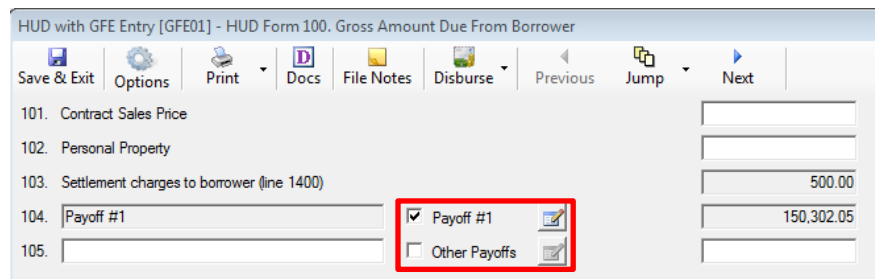 HUD with GFE Entry [GFE01] - HUD Form 100. Gross Amount Due From Borrower
Save & Exit Options Print Docs File Notes Disburse Previous Jump Next
101. Contract Sales Price
102. Personal Property
103. Settlement charges to borrower (line 1400) 500.00
104. Payoff #1 Payoff #1 150,302.05
105. Other Payoffs